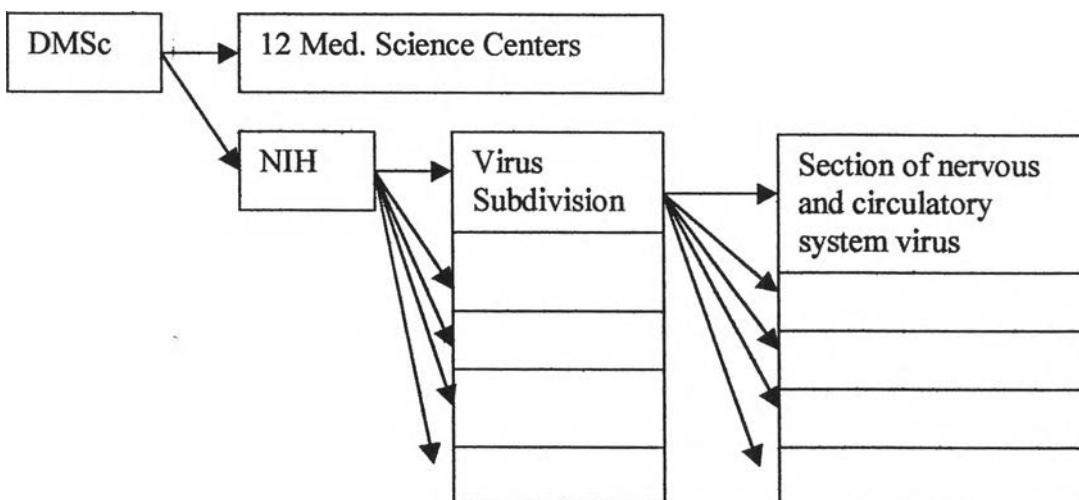 DMSc
12 Med. Science Centers
NIH
Virus
Subdivision
Section of nervous
and circulatory
system virus